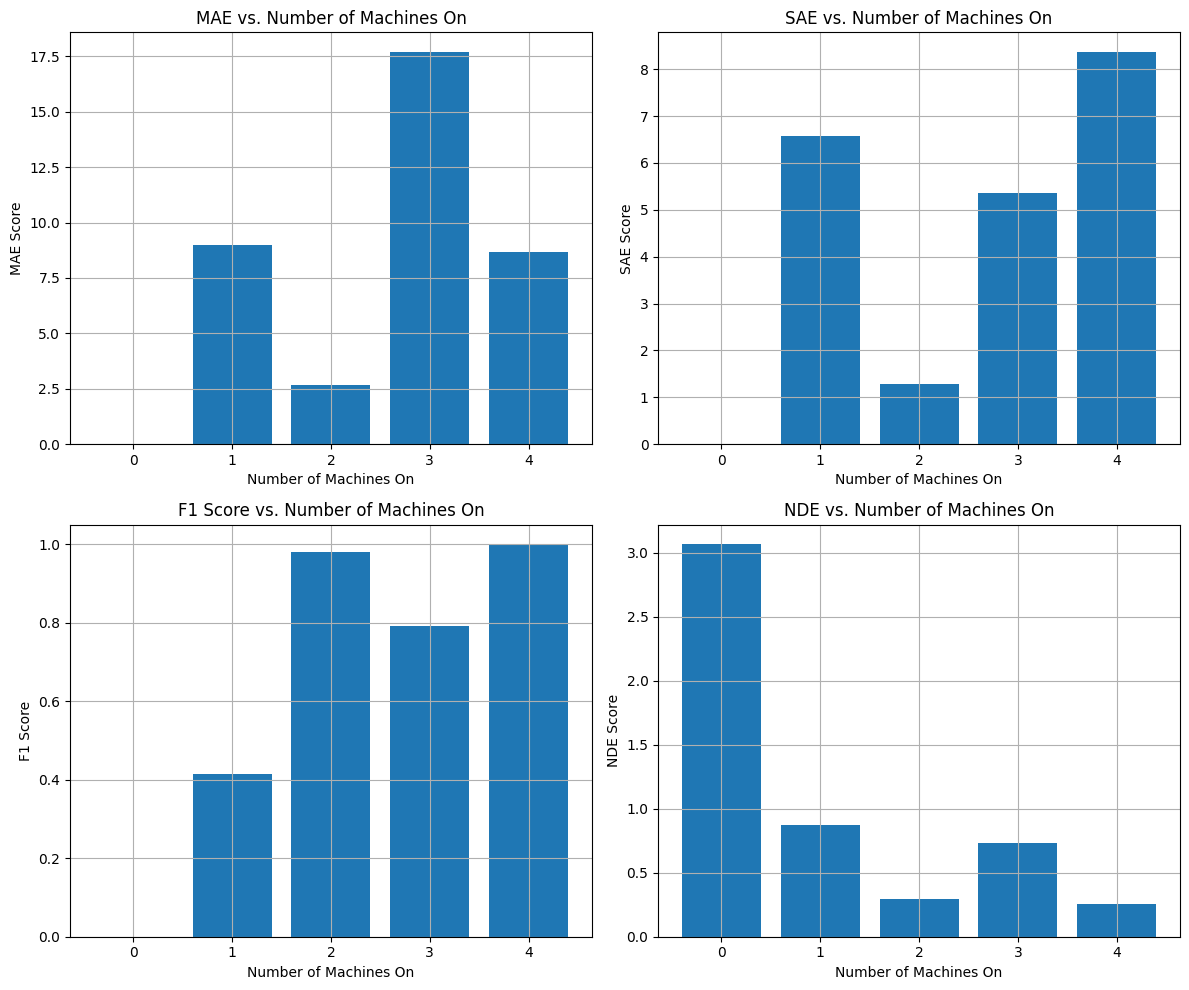 MAE vs. Number of Machines On
17.5
15.0
12.5
10.0
7.5
5.0
2.5
0.0
MAE Score
0 1 2 3 4
Number of Machines On
SAE vs. Number of Machines On
8
7
6
5
4
3
2
1
0
SAE Score
0 1 2 3 4
Number of Machines On
F1 Score vs. Number of Machines On
1.0
0.8
0.6
0.4
0.2
0.0
F1 Score
0 1 2 3 4
Number of Machines On
NDE vs. Number of Machines On
3.0
2.5
2.0
1.5
1.0
0.5
0.0
NDE Score
0 1 2 3 4
Number of Machines On